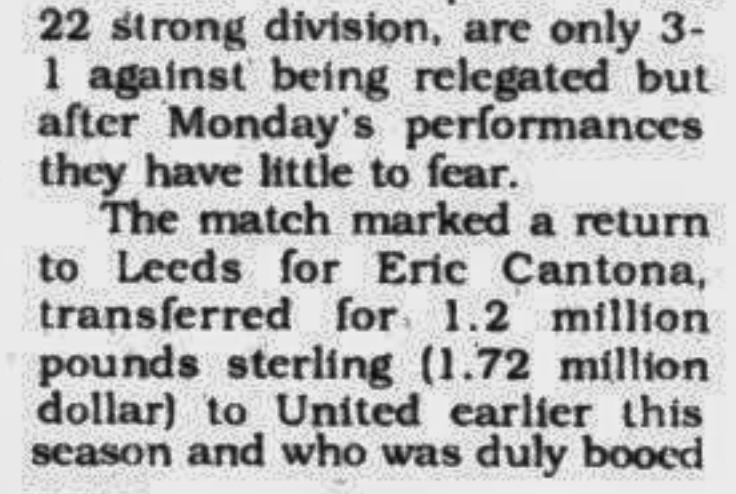 22 strong division, are only 3-
1 against being relegated but
after Monday's performances
they have little to fear.
The match marked a return
to Leeds for Eric Cantona,
transferred for 1.2 million
pounds sterling (1.72 million
dollar) to United earlier this
season and who was duly booed